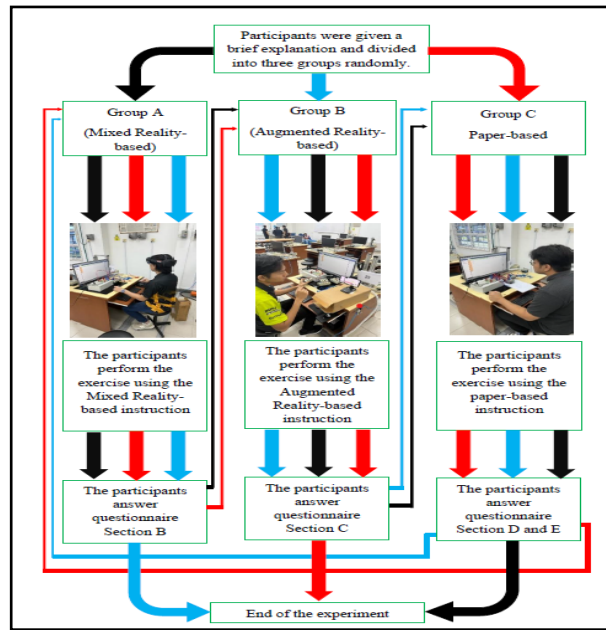 Participants were given a
brief explanation and divided
into three groups randomly.
Group A
(Mixed Reality-
based)
Group B
(Augmented Reality-
based)
Group C
Paper-based
The participants
perform the
exercise using the
Mixed Reality-
based instruction
The participants
perform the
exercise using the
Augmented
Reality-based
instruction
The participants
perform the
exercise using the
paper-based
instruction
The participants
answer
questionnaire
Section B
The participants
answer
questionnaire
Section C
The participants
answer
questionnaire
Section D and E
End of the experiment